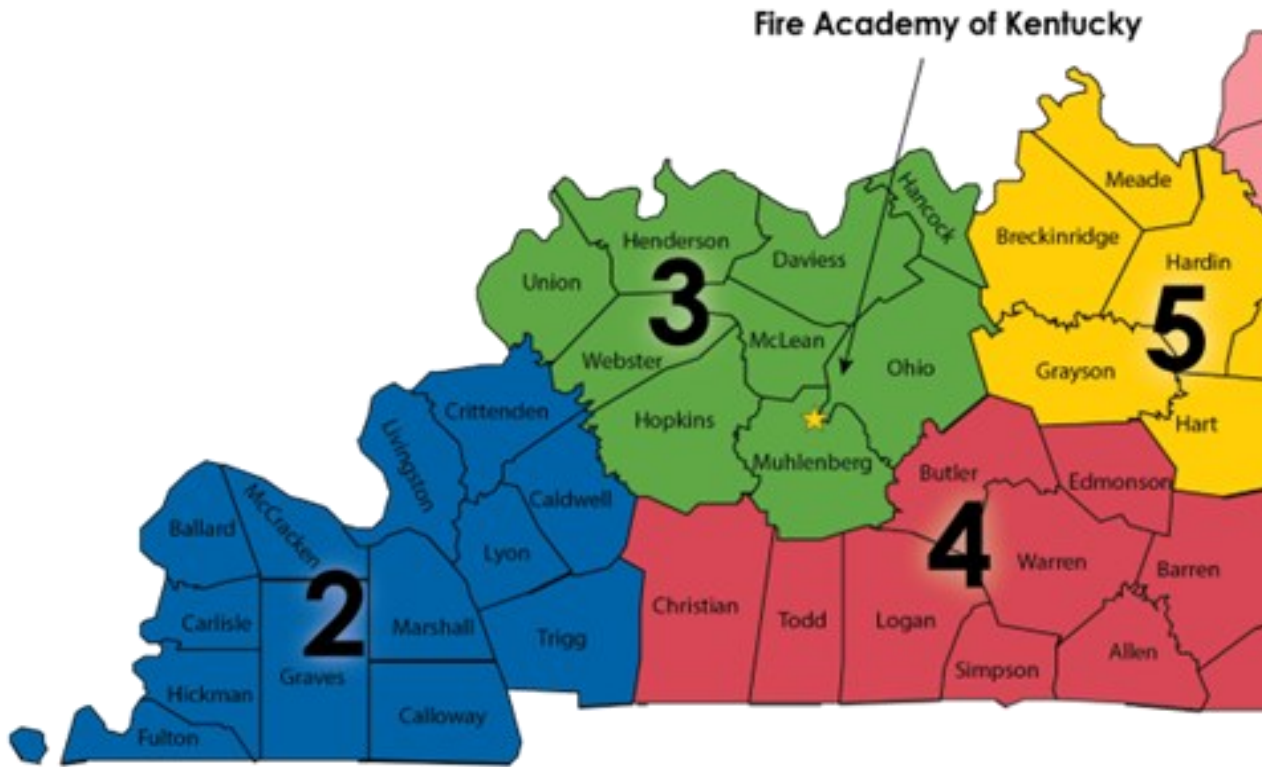 Fire Academy of Kentucky
Meade
Hancock
Breckinridge
Henderson
Daviess
Hardin
Union
3
5
McLean
Webster
Ohio
Grayson
Crittenden
Hopkins
Hart
Livingston
Muhlenberg
Butler
Edmonson
Caldwell
McCracken
Ballard
Lyon
4
Warren
Barren
2
Christian
Carlisle
Marshall
Todd
Logan
Trigg
Allen
Simpson
Graves
Hickman
Calloway
Fulton